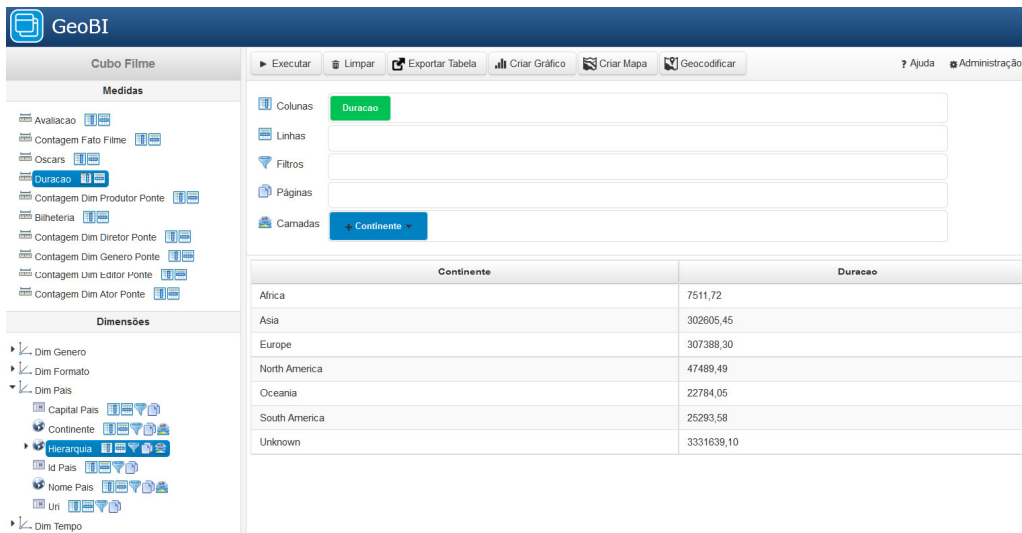 GeoBI
Cubo Filme
Medidas
Avaliacao
Contagem Fato Filme
Oscars
Duracao
Contagem Dim Produtor Ponte
Bilheteria
Contagem Dim Diretor Ponte
Contagem Dim Genero Ponte
Contagem Dim Editor Ponte
Contagem Dim Ator Ponte
Dimensões
Dim Genero
Dim Formato
Dim Pais
Capital Pais
Continente
Hierarquia
Id Pais
Nome Pais
Uri
Dim Tempo
Executar Limpar Exportar Tabela Criar Gráfico Criar Mapa Geocodificar ? Ajuda Administração
Colunas Duracao
Linhas
Filtros
Páginas
Camadas + Continente
Continente Duracao
Africa 7511,72
Asia 302605,45
Europe 307388,30
North America 47489,49
Oceania 22784,05
South America 25293,58
Unknown 3331639,10